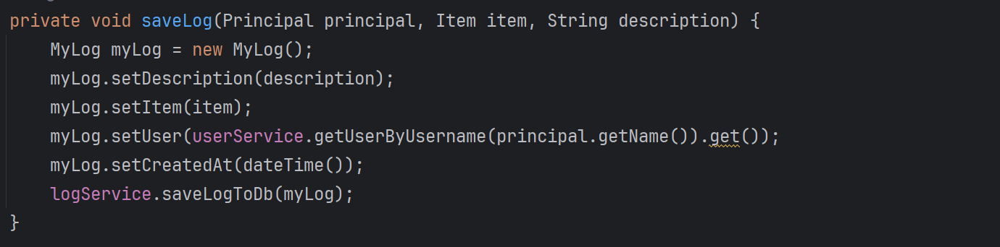 private void saveLog(Principal principal, Item item, String description) {
    MyLog myLog = new MyLog();
    myLog.setDescription(description);
    myLog.setItem(item);
    myLog.setUser(userService.getUserByUsername(principal.getName()).get());
    myLog.setCreatedAt(dateTime());
    logService.saveLogToDb(myLog);
}